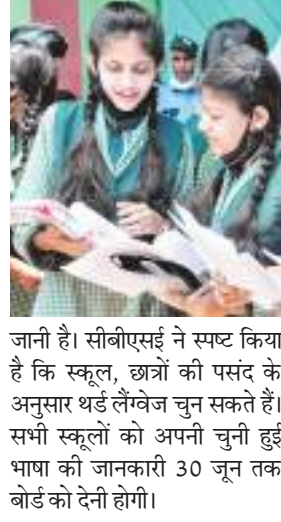 जानी है। सीबीएसई ने स्पष्ट किया
है कि स्कूल, छात्रों की पसंद के
अनुसार थर्ड लैंग्वेज चुन सकते हैं।
सभी स्कूलों को अपनी चुनी हुई
भाषा की जानकारी 30 जून तक
बोर्ड को देनी होगी।